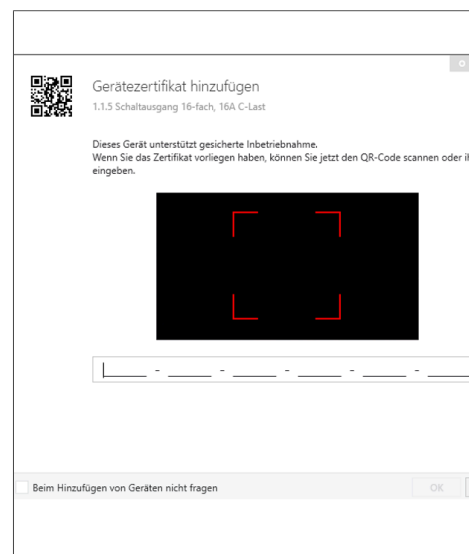 Gerätezertifikat hinzufügen
1.1.5 Schaltausgang 16-fach, 16A C-Last
Dieses Gerät unterstützt gesicherte Inbetriebnahme.
Wenn Sie das Zertifikat vorliegen haben, können Sie jetzt den QR-Code scannen oder
eingeben.
Beim Hinzufügen von Geräten nicht fragen
OK